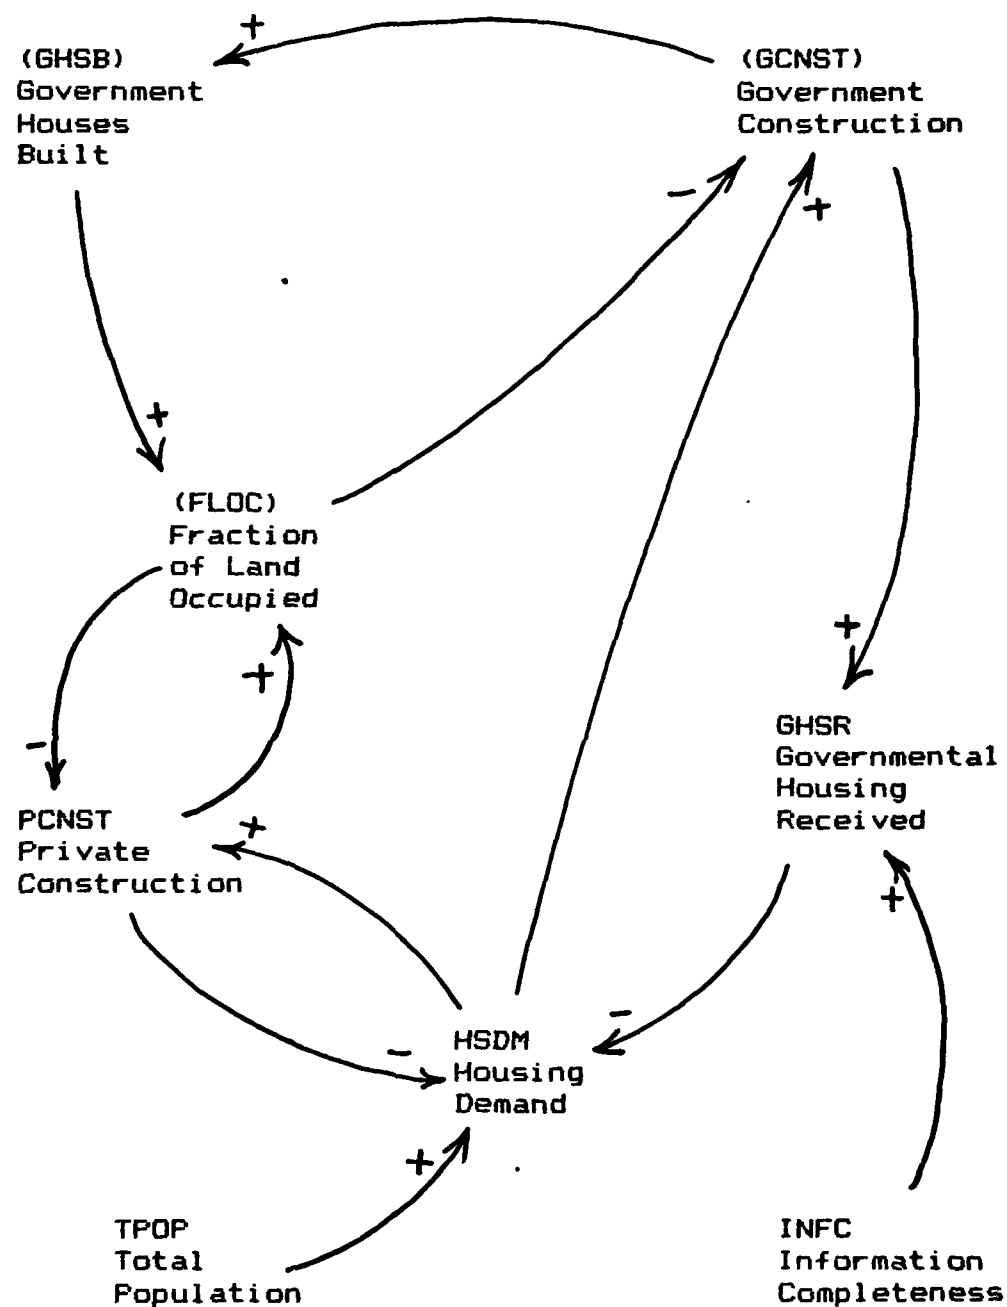 (GHSB)
Government
Houses
Built
+
(GCNST)
Government
Construction
-
+
+
(FLOC)
Fraction
of Land
Occupied
+
+
-
GHSR
Governmental
Housing
Received
PCNST
Private
Construction
+
+
-
-
HSDM
Housing
Demand
+
TPOP
Total
Population
INFC
Information
Completeness